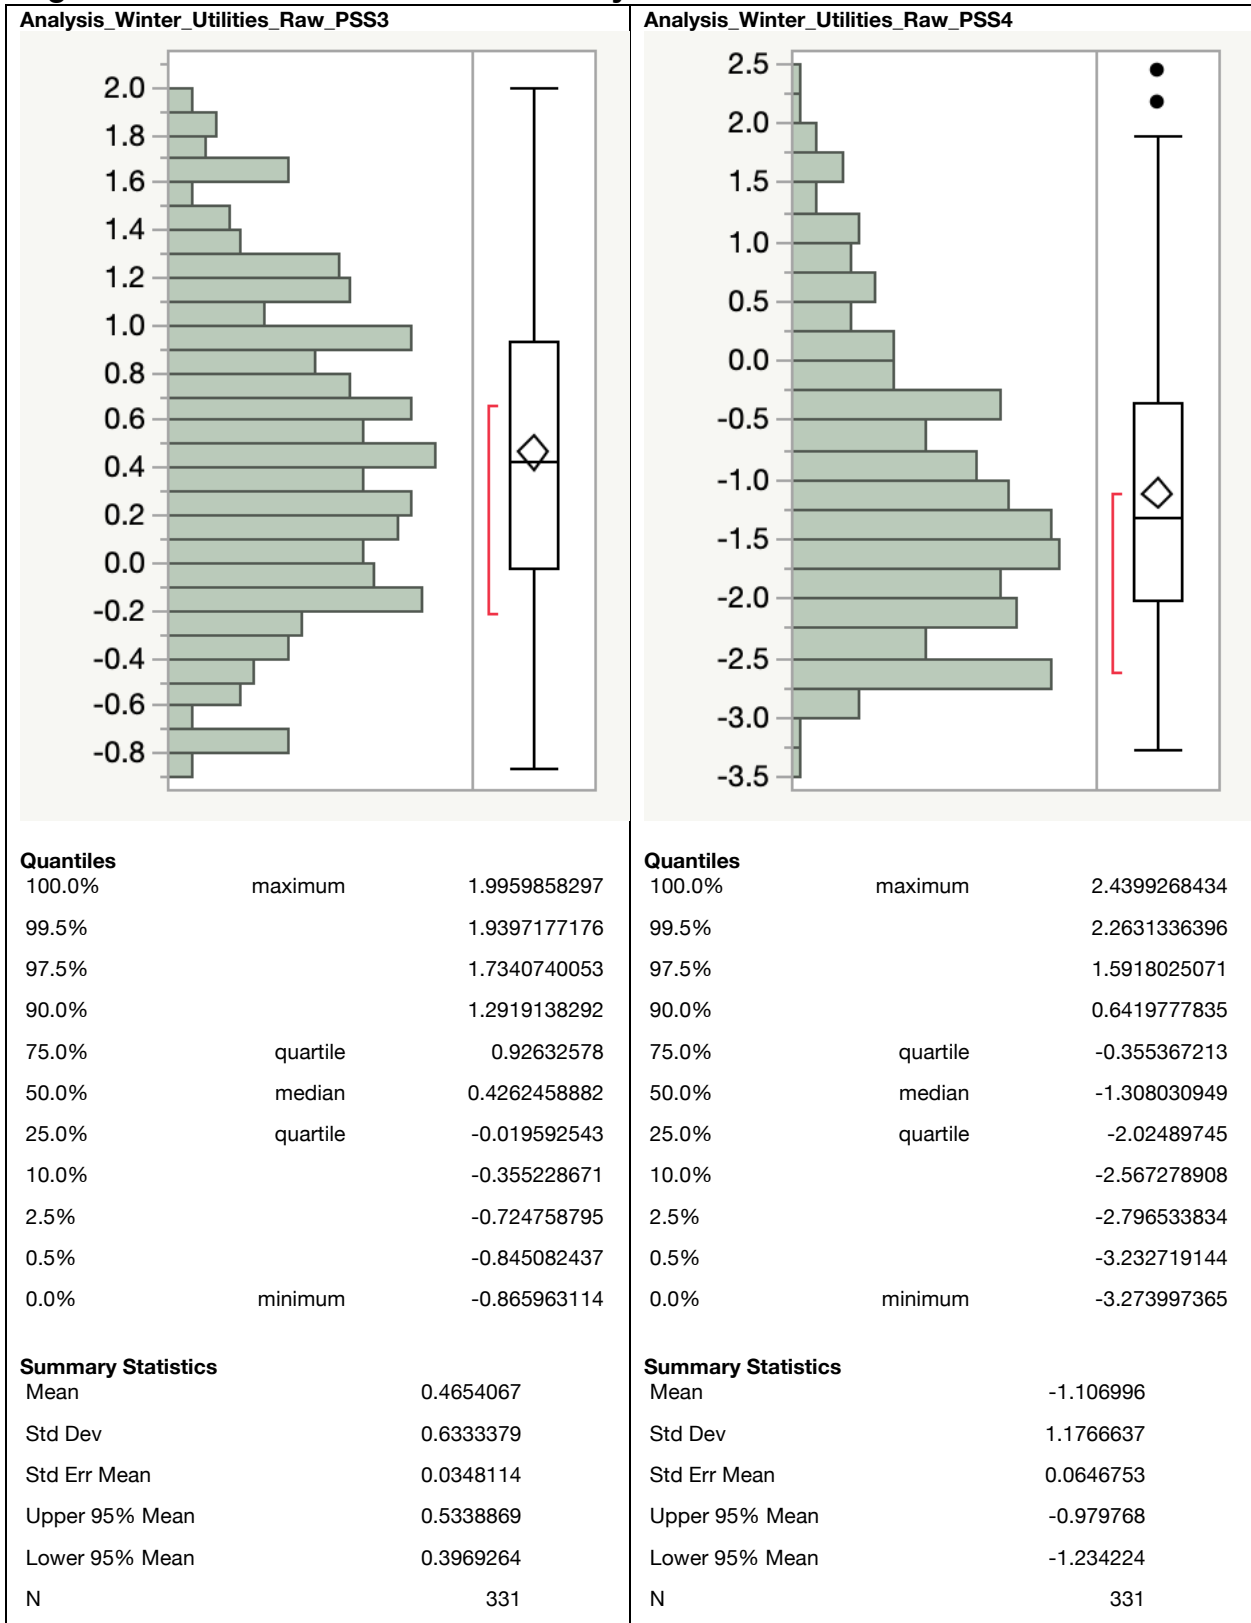 Analysis_Winter_Utilities_Raw_PSS3
2.0
1.8
1.6
1.4
1.2
1.0
0.8
0.6
0.4
0.2
0.0
-0.2
-0.4
-0.6
-0.8
Quantiles
100.0% maximum 1.9959858297
99.5% 1.9397177176
97.5% 1.7340740053
90.0% 1.2919138292
75.0% quartile 0.92632578
50.0% median 0.4262458882
25.0% quartile -0.019592543
10.0% -0.355228671
2.5% -0.724758795
0.5% -0.845082437
0.0% minimum -0.865963114
Summary Statistics
Mean 0.4654067
Std Dev 0.6333379
Std Err Mean 0.0348114
Upper 95% Mean 0.5338869
Lower 95% Mean 0.3969264
N 331
Analysis_Winter_Utilities_Raw_PSS4
2.5
2.0
1.5
1.0
0.5
0.0
-0.5
-1.0
-1.5
-2.0
-2.5
-3.0
-3.5
Quantiles
100.0% maximum 2.4399268434
99.5% 2.2631336396
97.5% 1.5918025071
90.0% 0.6419777835
75.0% quartile -0.355367213
50.0% median -1.308030949
25.0% quartile -2.02489745
10.0% -2.567278908
2.5% -2.796533834
0.5% -3.232719144
0.0% minimum -3.273997365
Summary Statistics
Mean -1.106996
Std Dev 1.1766637
Std Err Mean 0.0646753
Upper 95% Mean -0.979768
Lower 95% Mean -1.234224
N 331